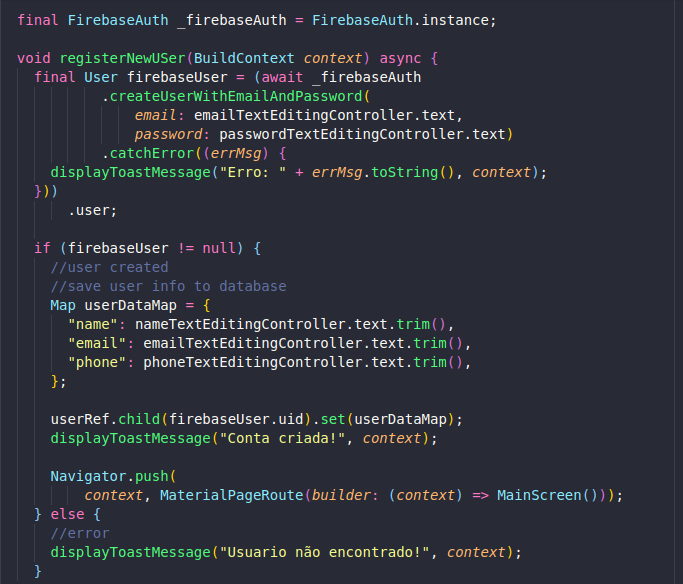 final FirebaseAuth _firebaseAuth = FirebaseAuth.instance;

void registerNewUSer(BuildContext context) async {
  final User firebaseUser = (await _firebaseAuth
          .createUserWithEmailAndPassword(
              email: emailTextEditingController.text,
              password: passwordTextEditingController.text)
          .catchError((errMsg) {
    displayToastMessage("Erro: " + errMsg.toString(), context);
  }))
      .user;

  if (firebaseUser != null) {
    //user created
    //save user info to database
    Map userDataMap = {
      "name": nameTextEditingController.text.trim(),
      "email": emailTextEditingController.text.trim(),
      "phone": phoneTextEditingController.text.trim(),
    };

    userRef.child(firebaseUser.uid).set(userDataMap);
    displayToastMessage("Conta criada!", context);

    Navigator.push(
        context, MaterialPageRoute(builder: (context) => MainScreen()));
  } else {
    //error
    displayToastMessage("Usuario não encontrado!", context);
  }